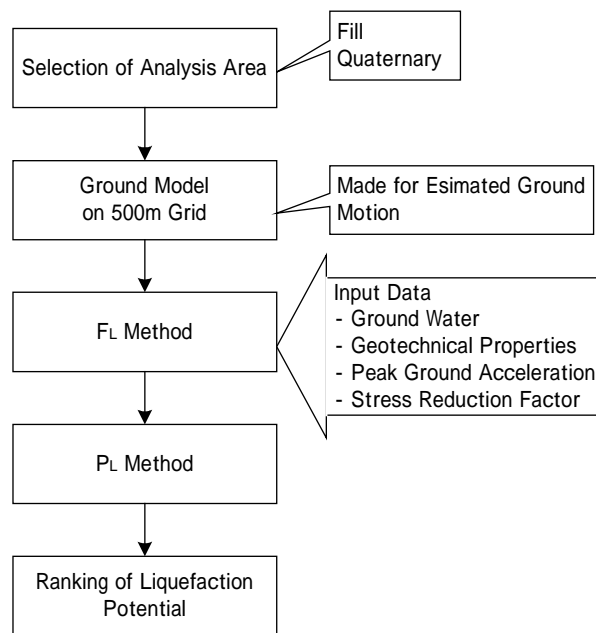 Selection of Analysis Area
Fill
Quaternary
Ground Model
on 500m Grid
Made for Esimated Ground
Motion
FL Method
Input Data
- Ground Water
- Geotechnical Properties
- Peak Ground Acceleration
- Stress Reduction Factor
PL Method
Ranking of Liquefaction
Potential